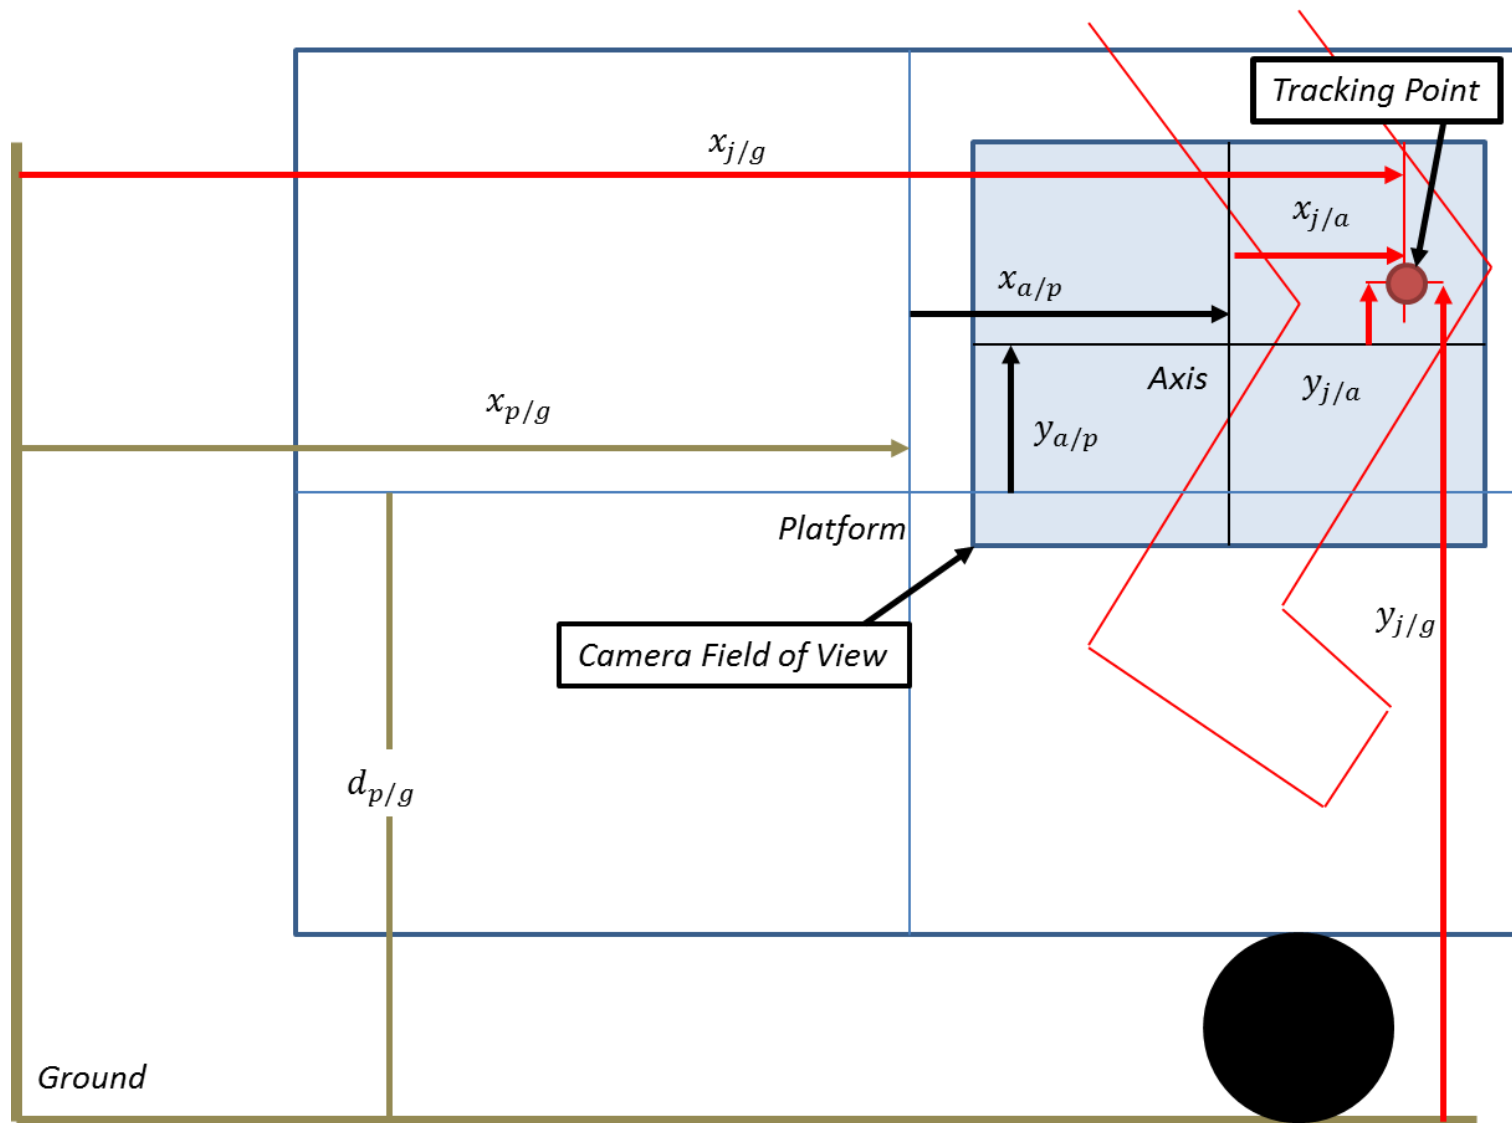 Tracking Point
x_{j/g}
x_{j/a}
x_{a/p}
Axis
y_{j/a}
x_{p/g}
y_{a/p}
Platform
y_{j/g}
Camera Field of View
d_{p/g}
Ground